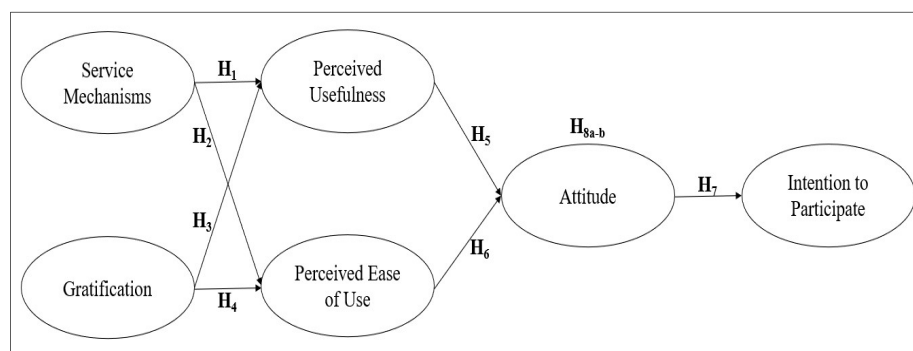 Service
Mechanisms
H1
Perceived
Usefulness
H2
H3
Gratification
H4
Perceived Ease
of Use
H5
H6
H8a-b
Attitude
H7
Intention to
Participate